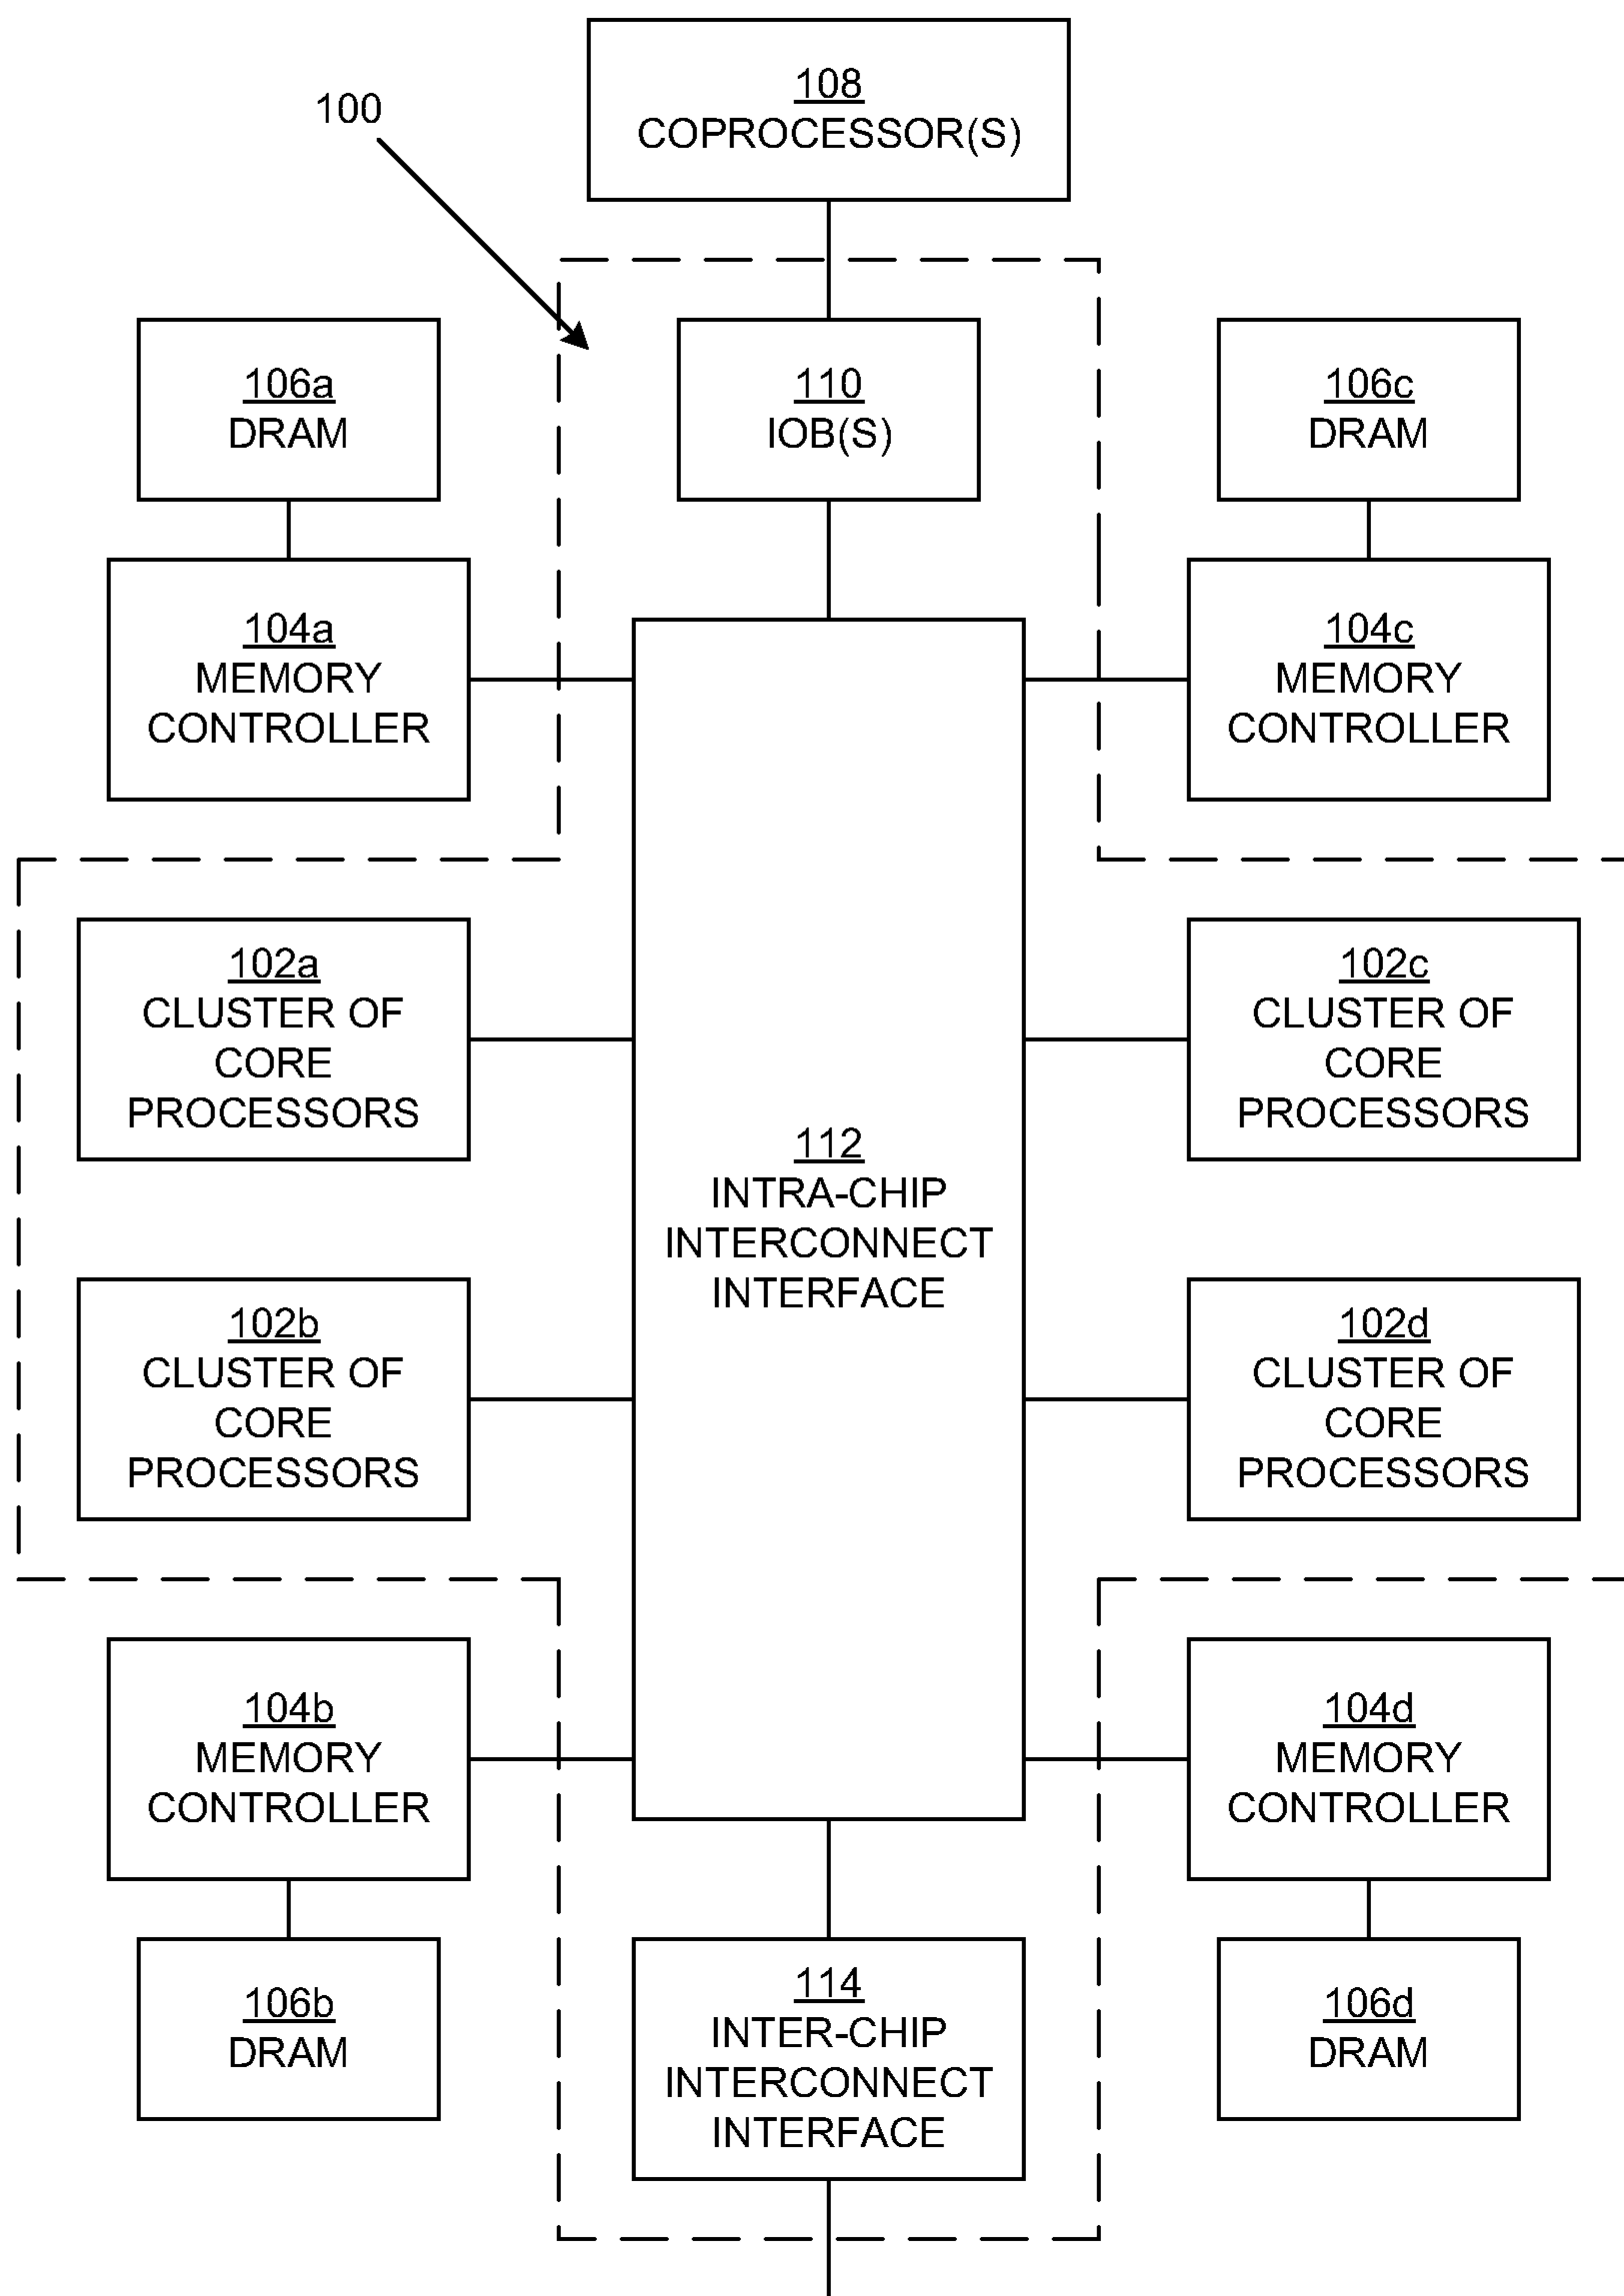 108
COPROCESSOR(S)
100
106a
DRAM
110
IOB(S)
106c
DRAM
104a
MEMORY
CONTROLLER
104c
MEMORY
CONTROLLER
102a
CLUSTER OF
CORE
PROCESSORS
102c
CLUSTER OF
CORE
PROCESSORS
112
INTRA-CHIP
INTERCONNECT
INTERFACE
102b
CLUSTER OF
CORE
PROCESSORS
102d
CLUSTER OF
CORE
PROCESSORS
104b
MEMORY
CONTROLLER
104d
MEMORY
CONTROLLER
106b
DRAM
114
INTER-CHIP
INTERCONNECT
INTERFACE
106d
DRAM